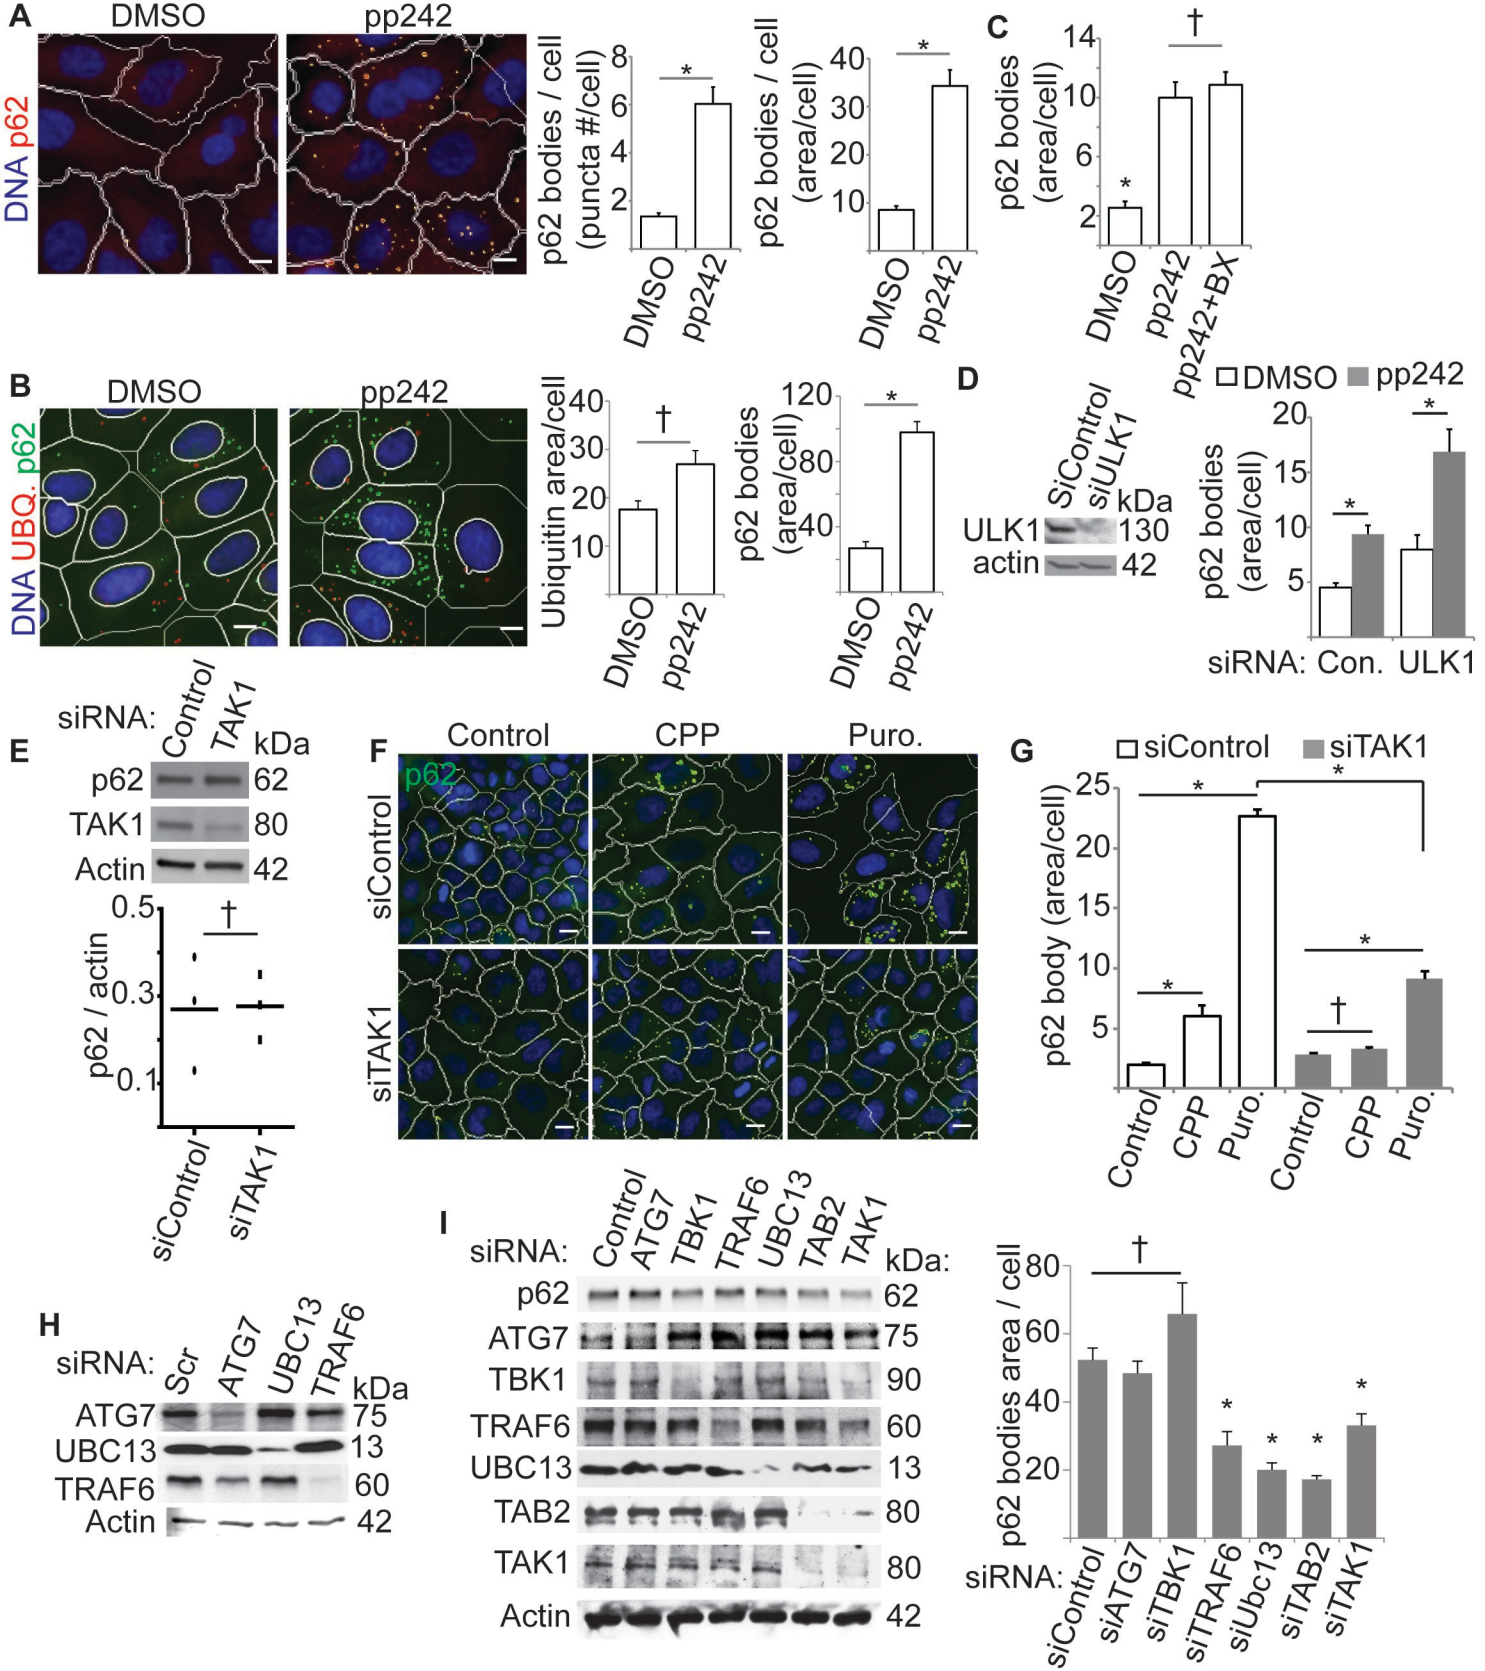 A
DMSO
pp242
DNA p62
p62 bodies / cell
(puncta #/cell)
8
6
4
2
*
DMSO
pp242
p62 bodies / cell
(area/cell)
40
30
20
10
*
DMSO
pp242
C
p62 bodies
(area/cell)
14
10
6
2
*
†
DMSO
pp242
pp242+BX
B
DMSO
pp242
DNA UBQ. p62
Ubiquitin area/cell
40
30
20
10
†
DMSO
pp242
p62 bodies
(area/cell)
120
80
40
*
DMSO
pp242
D
SiControl
siULK1
kDa
ULK1
130
actin
42
DMSO
pp242
p62 bodies
(area/cell)
20
15
10
5
*
*
siRNA: Con. ULK1
E
siRNA:
Control
TAK1
kDa
p62
62
TAK1
80
Actin
42
p62 / actin
0.5
0.3
0.1
†
siControl
siTAK1
F
Control
CPP
Puro.
p62
siControl
siTAK1
G
siControl
siTAK1
p62 body (area/cell)
25
20
15
10
5
*
*
*
*
†
Control
CPP
Puro.
Control
CPP
Puro.
H
siRNA:
Scr
ATG7
UBC13
TRAF6
kDa
ATG7
75
UBC13
13
TRAF6
60
Actin
42
I
siRNA:
Control
ATG7
TBK1
TRAF6
UBC13
TAB2
TAK1
kDa:
p62
62
ATG7
75
TBK1
90
TRAF6
60
UBC13
13
TAB2
80
TAK1
80
Actin
42
p62 bodies area / cell
80
60
40
20
†
*
*
*
*
siRNA:
siControl
siATG7
siTBK1
siTRAF6
siUbc13
siTAB2
siTAK1